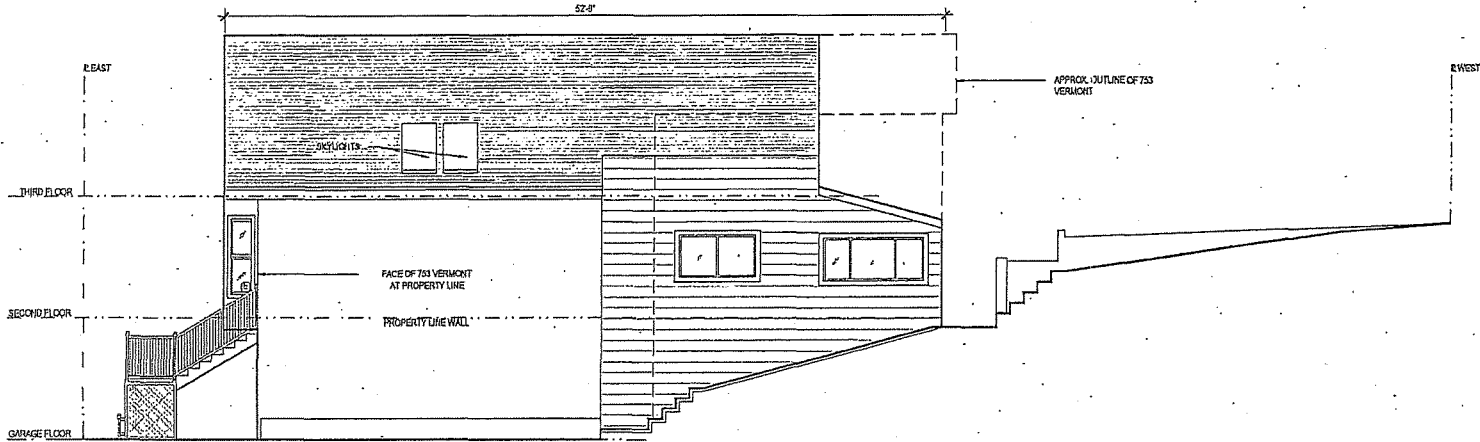 52'-8"
EAST
WEST
APPROX. OUTLINE OF 753
VERMONT
SKYLIGHTS
THIRD FLOOR
FACE OF 753 VERMONT
AT PROPERTY LINE
SECOND FLOOR
PROPERTY LINE WALL
GARAGE FLOOR